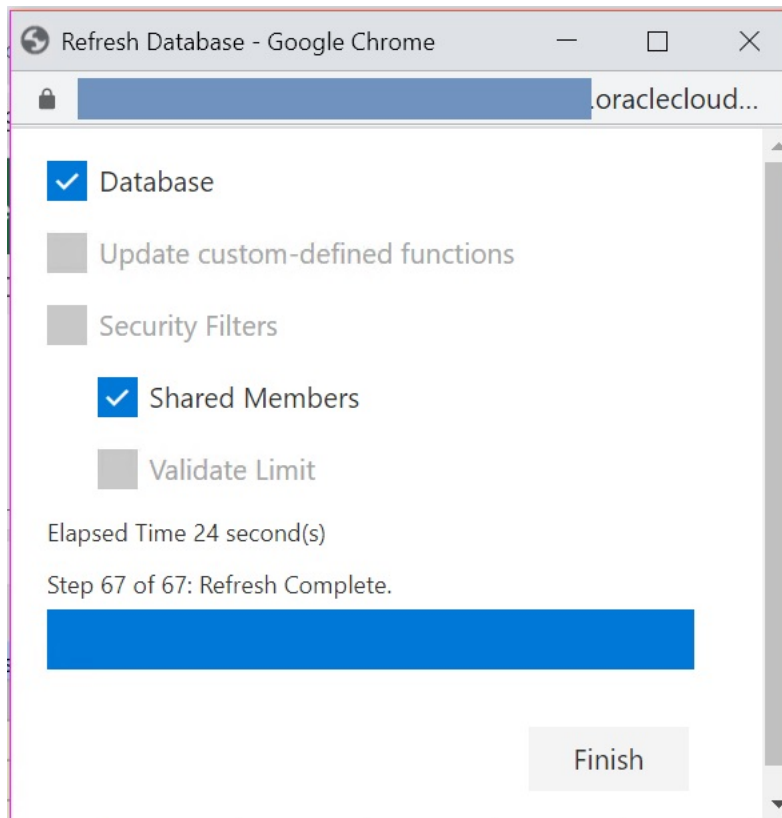 Refresh Database - Google Chrome
.oraclecloud...
Database
Update custom-defined functions
Security Filters
Shared Members
Validate Limit
Elapsed Time 24 second(s)
Step 67 of 67: Refresh Complete.
Finish